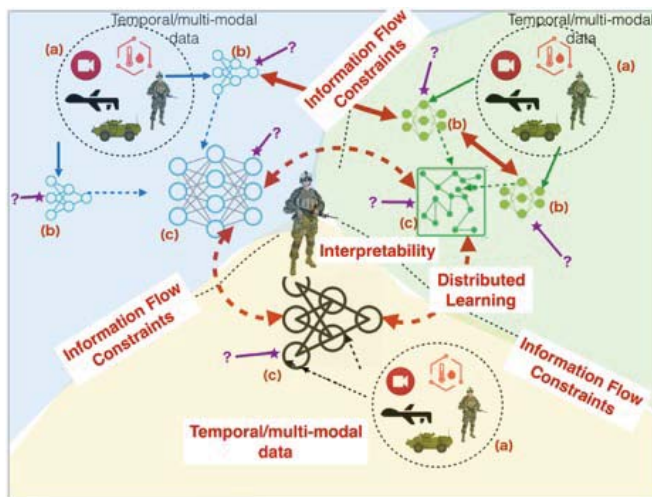 Temporal/multi-modal
data
Temporal/multi-modal
data
(a)
(b)
?
Information Flow
Constraints
?
(a)
(b)
?
(b)
?
(c)
?
(c)
?
(b)
?
Interpretability
Distributed
Learning
Information Flow
Constraints
?
(c)
Information Flow
Constraints
Temporal/multi-modal
data
(a)